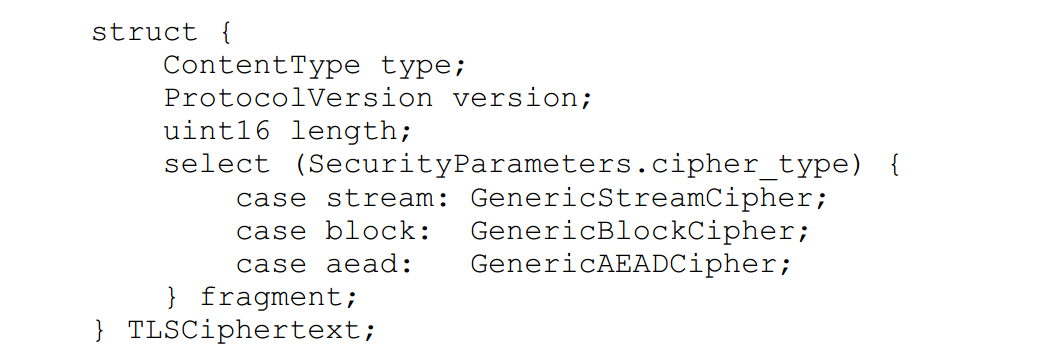 struct {
    ContentType type;
    ProtocolVersion version;
    uint16 length;
    select (SecurityParameters.cipher_type) {
        case stream: GenericStreamCipher;
        case block:  GenericBlockCipher;
        case aead:   GenericAEADCipher;
    } fragment;
} TLSCiphertext;